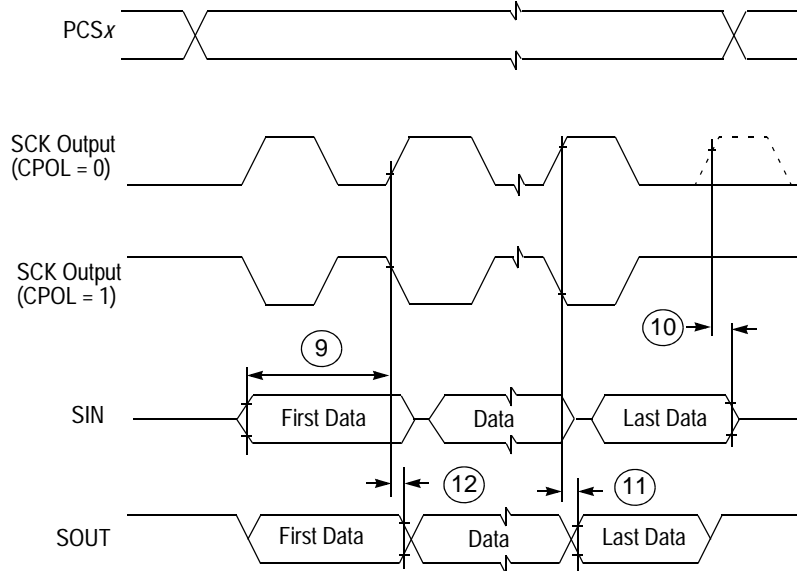 PCSx
SCK Output
(CPOL = 0)
SCK Output
(CPOL = 1)
10
9
SIN
First Data
Data
Last Data
12
11
SOUT
First Data
Data
Last Data